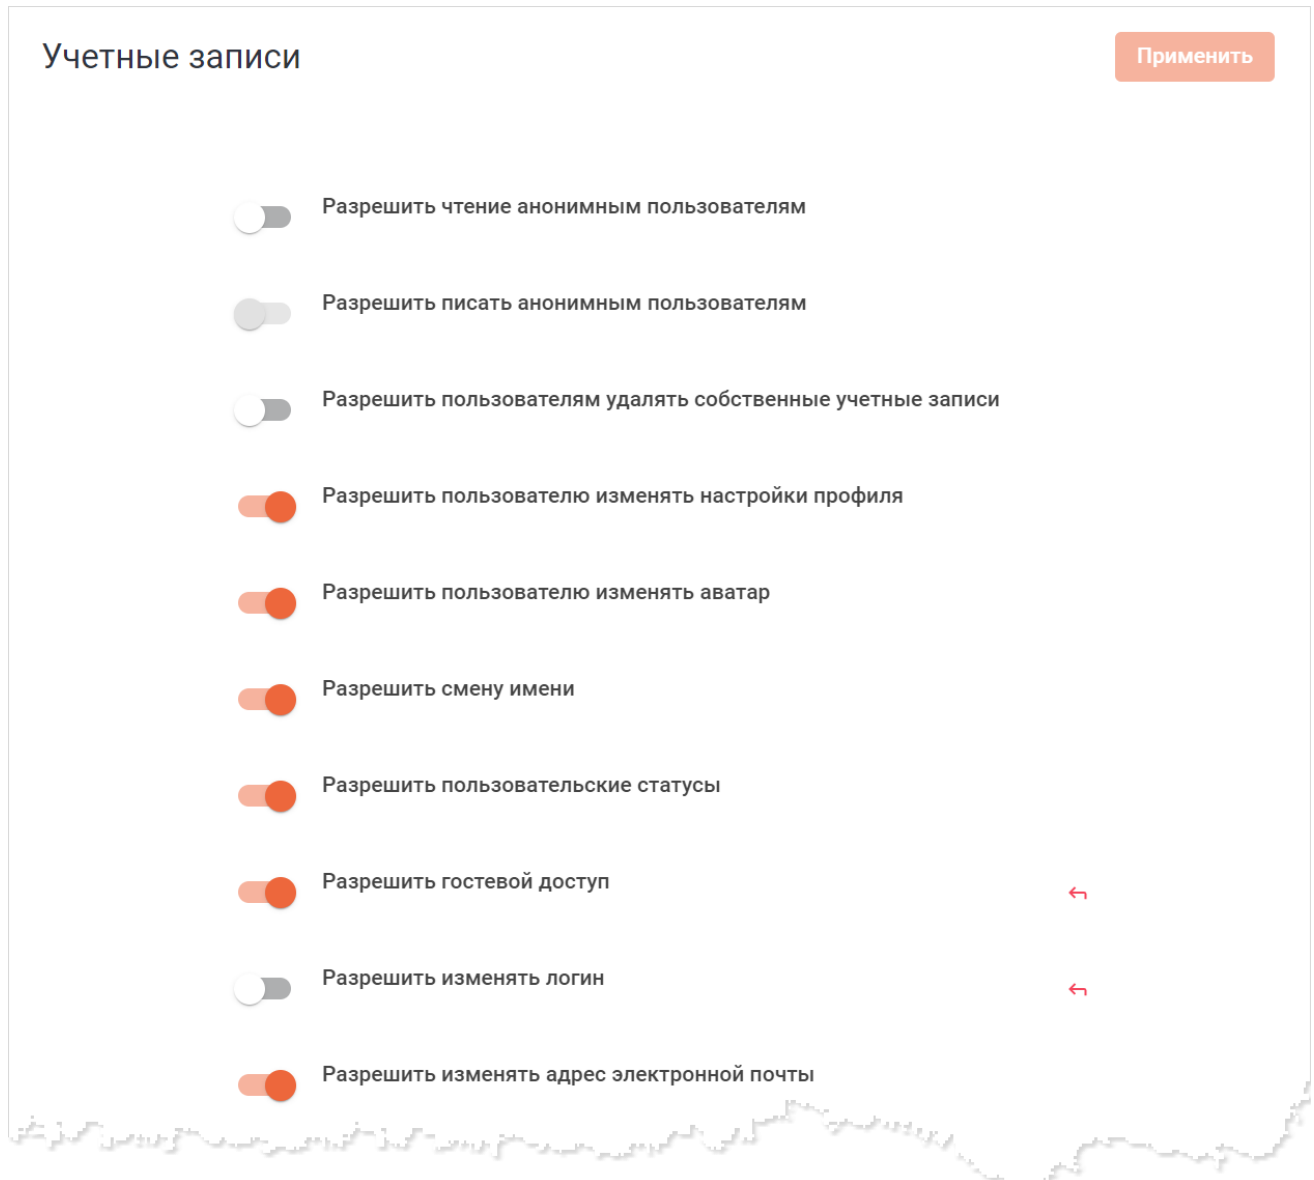 Учетные записи
Применить
Разрешить чтение анонимным пользователям
Разрешить писать анонимным пользователям
Разрешить пользователям удалять собственные учетные записи
Разрешить пользователю изменять настройки профиля
Разрешить пользователю изменять аватар
Разрешить смену имени
Разрешить пользовательские статусы
Разрешить гостевой доступ
Разрешить изменять логин
Разрешить изменять адрес электронной почты